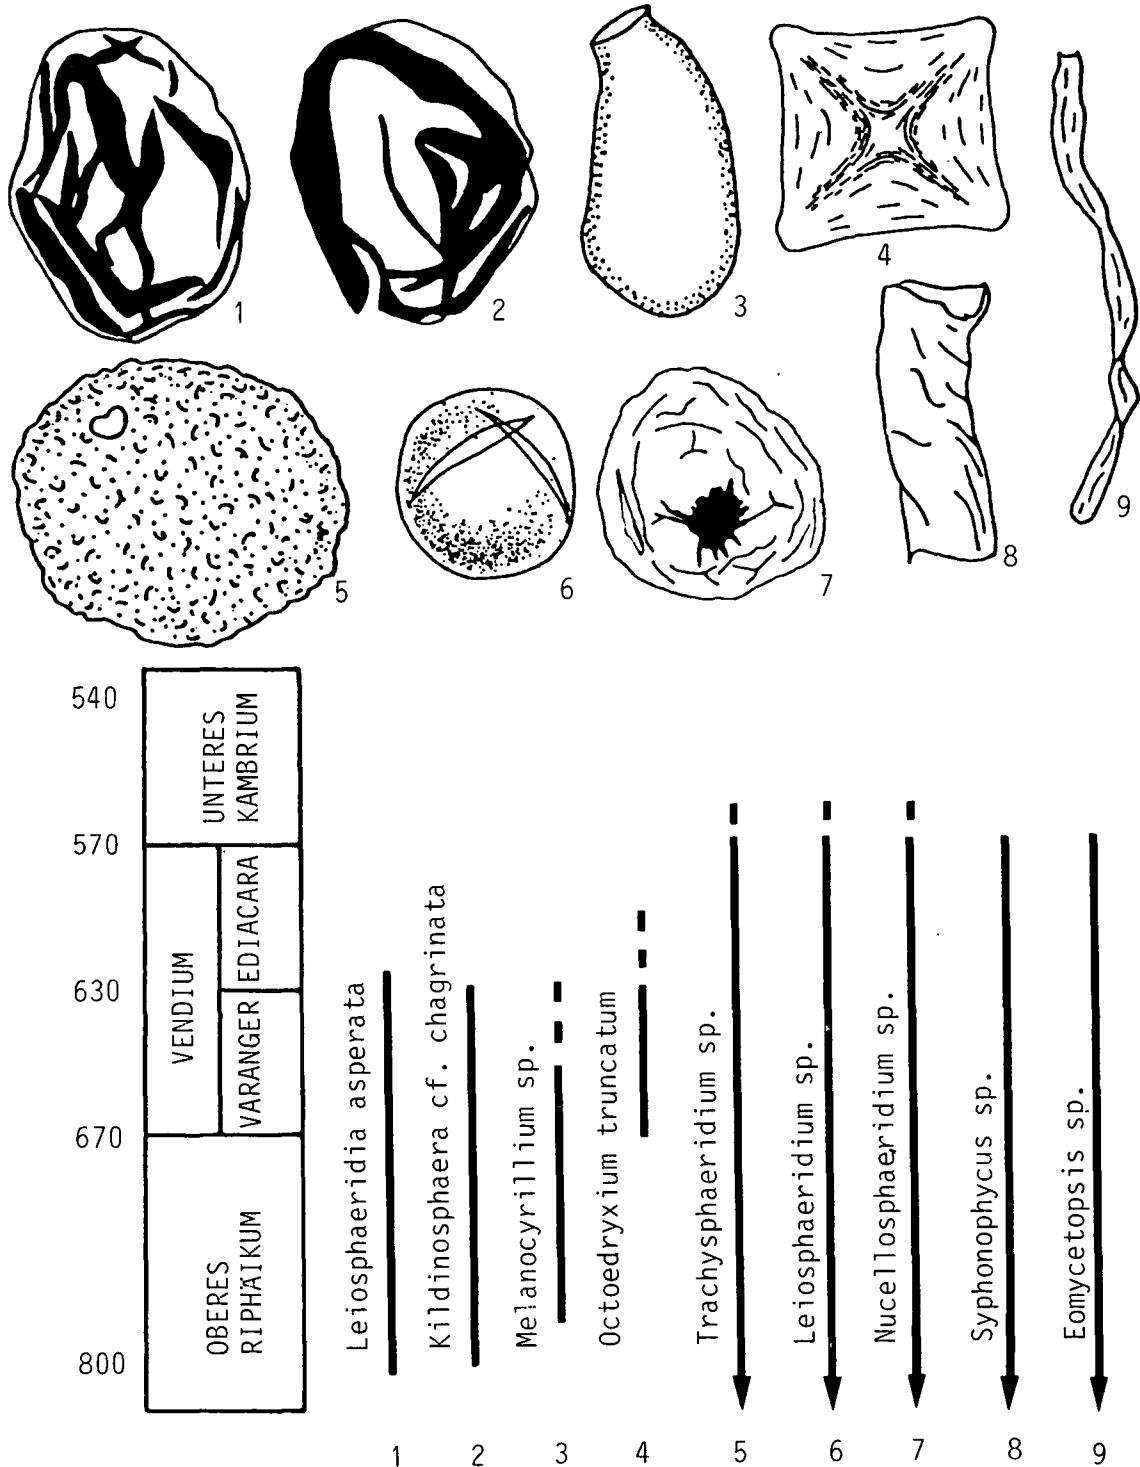 1
2
3
4
5
6
7
8
9
540
570
630
670
800
UNTERES
KAMBRIUM
VENDIUM
EDIACARA
VARANGER
OBERES
RIPHÄIKUM
Leiosphaeridia asperata
Kildinosphaera cf. chagrinata
Melanocyrillium sp.
Octoedryxium truncatum
Trachysphaeridium sp.
Leiosphaeridium sp.
Nucellosphaeridium sp.
Syphonophycus sp.
Eomycetopsis sp.
1 2 3 4 5 6 7 8 9